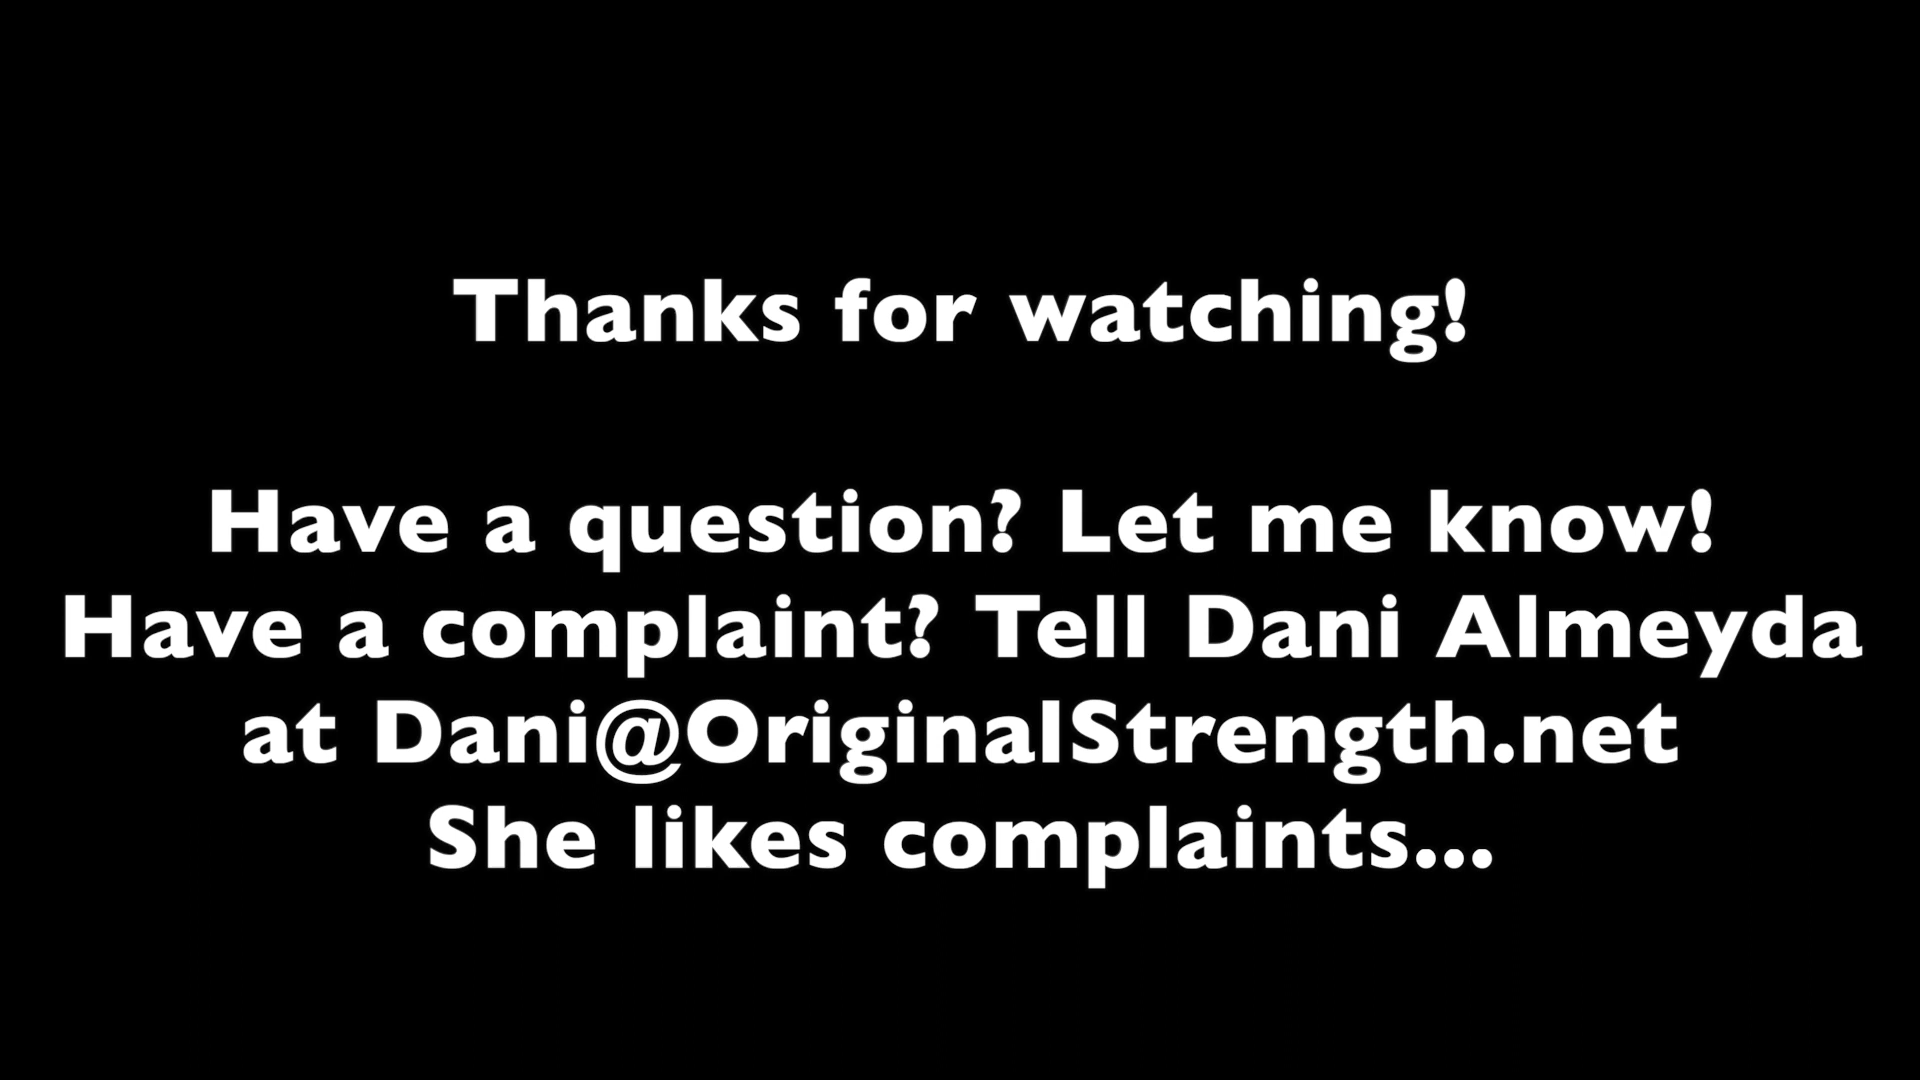 Thanks for watching!
Have a question? Let me know!
Have a complaint? Tell Dani Almeyda
at Dani@OriginalStrength.net
She likes complaints...